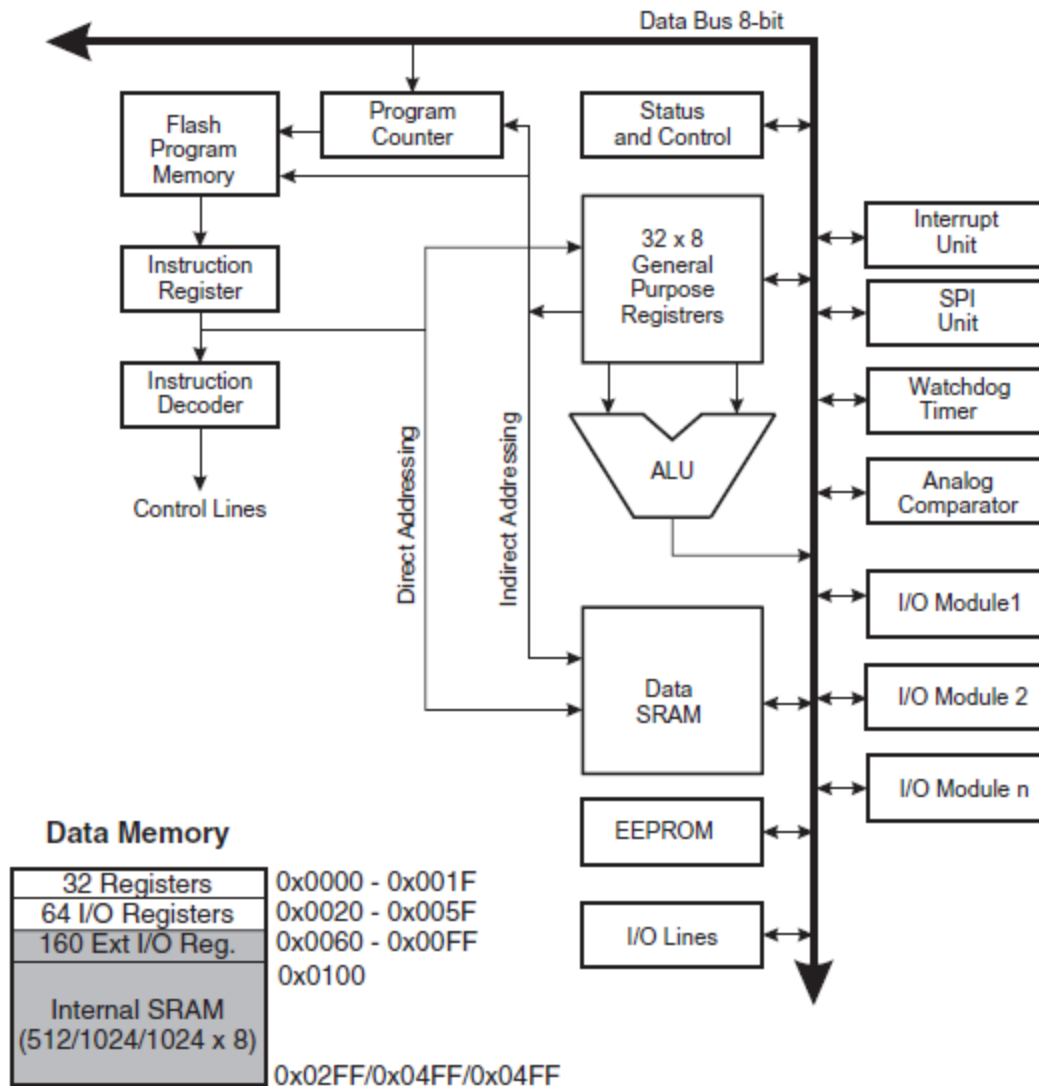 Data Bus 8-bit
Flash
Program
Memory
Program
Counter
Status
and Control
Instruction
Register
32 x 8
General
Purpose
Registrers
Interrupt
Unit
SPI
Unit
Instruction
Decoder
Watchdog
Timer
Control Lines
Direct Addressing
Indirect Addressing
ALU
Analog
Comparator
I/O Module1
Data
SRAM
I/O Module 2
I/O Module n
EEPROM
I/O Lines
Data Memory
32 Registers 0x0000 - 0x001F
64 I/O Registers 0x0020 - 0x005F
160 Ext I/O Reg. 0x0060 - 0x00FF
0x0100
Internal SRAM
(512/1024/1024 x 8)
0x02FF/0x04FF/0x04FF